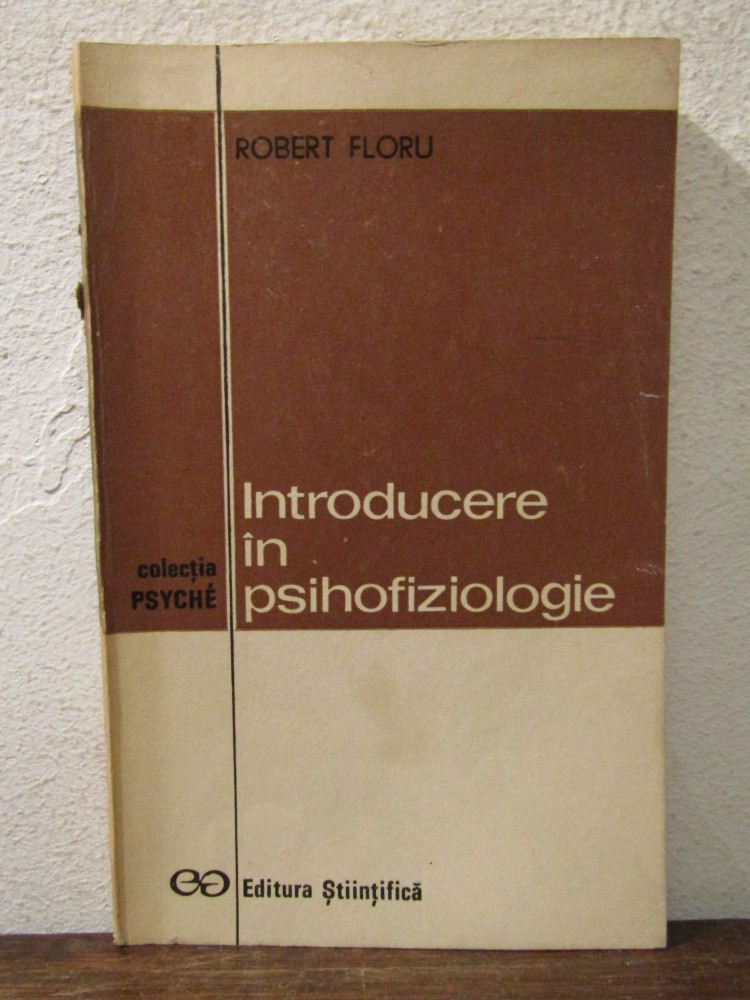 ROBERT FLORU
Introducere
în
psihofiziologie
colecția
PSYCHÉ
Editura Științifică